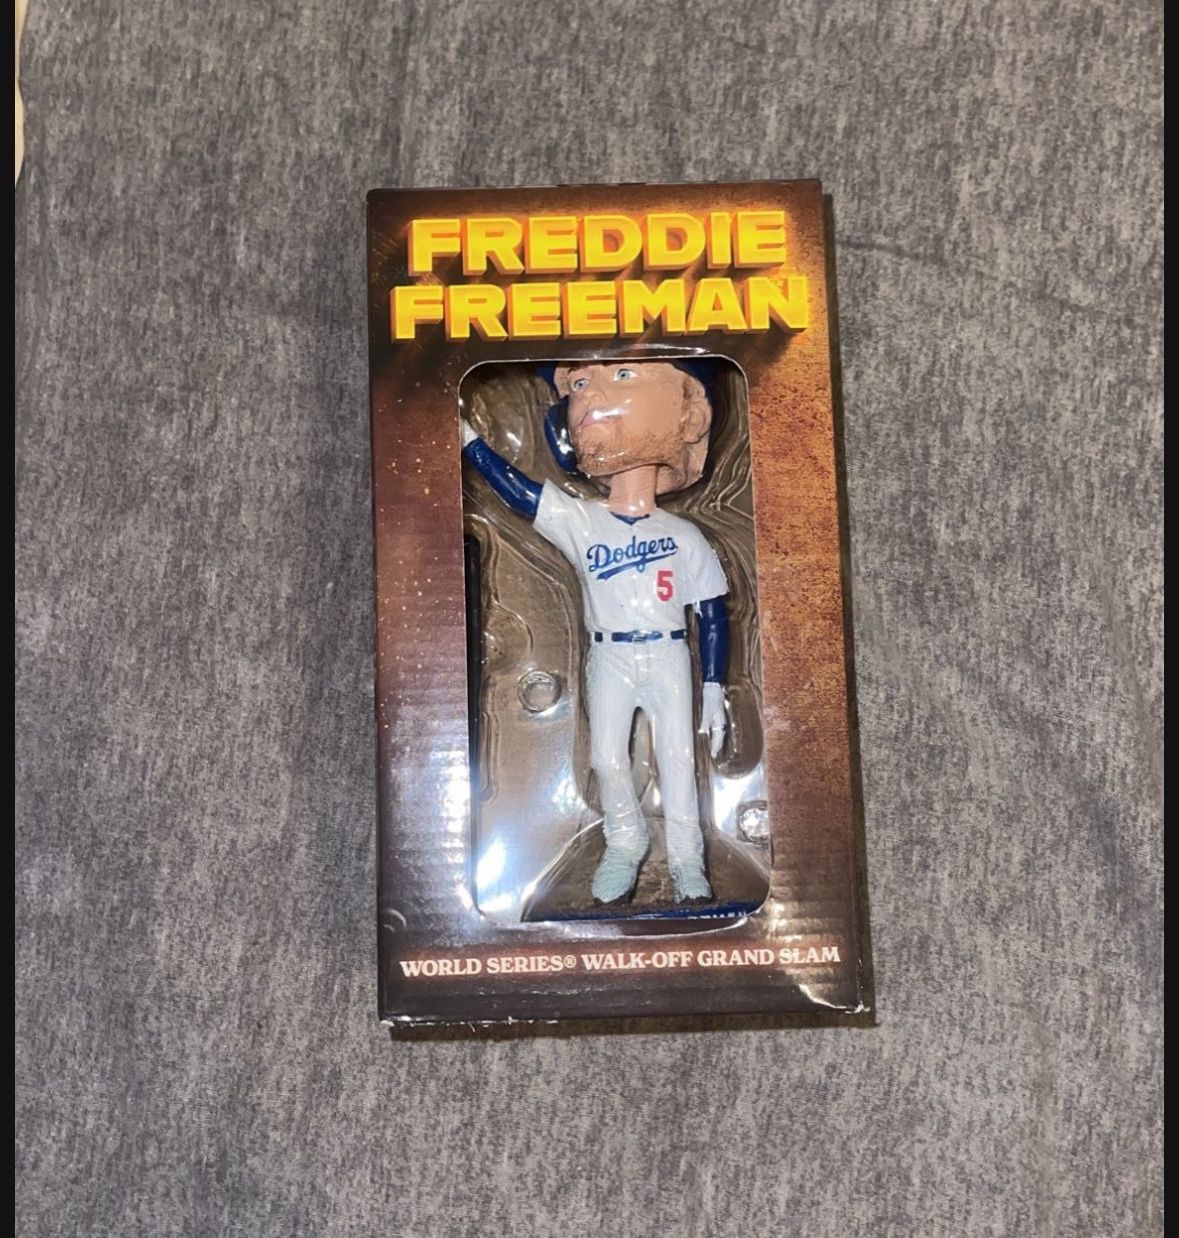 FREDDIE
FREEMAN
Dodgers
5
WORLD SERIES® WALK-OFF GRAND SLAM